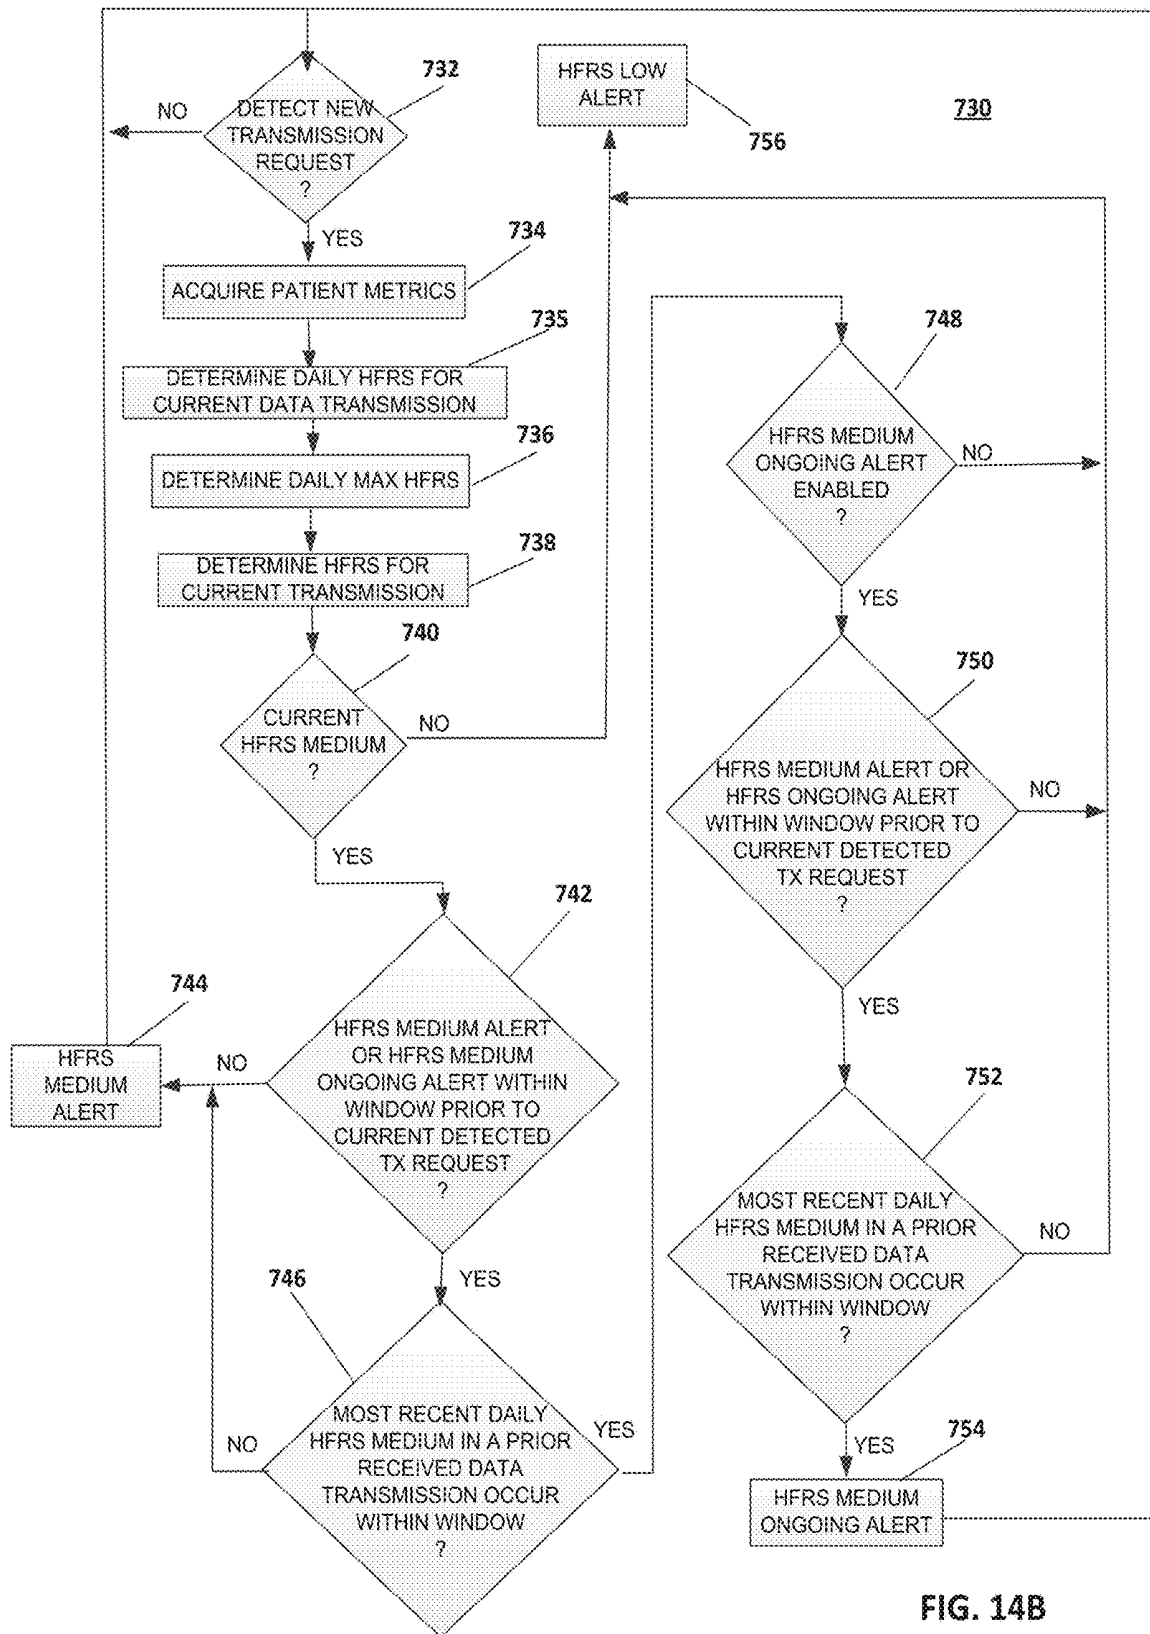 732
DETECT NEW
TRANSMISSION
REQUEST
?
NO
YES
734
ACQUIRE PATIENT METRICS
735
DETERMINE DAILY HFRS FOR
CURRENT DATA TRANSMISSION
736
DETERMINE DAILY MAX HFRS
738
DETERMINE HFRS FOR
CURRENT TRANSMISSION
740
CURRENT
HFRS MEDIUM
?
NO
YES
742
HFRS MEDIUM ALERT
OR HFRS MEDIUM
ONGOING ALERT WITHIN
WINDOW PRIOR TO
CURRENT DETECTED
TX REQUEST
?
NO
YES
744
HFRS
MEDIUM
ALERT
746
MOST RECENT DAILY
HFRS MEDIUM IN A PRIOR
RECEIVED DATA
TRANSMISSION OCCUR
WITHIN WINDOW
?
NO
YES
HFRS LOW
ALERT
756
730
748
HFRS MEDIUM
ONGOING ALERT
ENABLED
?
NO
YES
750
HFRS MEDIUM ALERT OR
HFRS ONGOING ALERT
WITHIN WINDOW PRIOR TO
CURRENT DETECTED
TX REQUEST
?
NO
YES
752
MOST RECENT DAILY
HFRS MEDIUM IN A PRIOR
RECEIVED DATA
TRANSMISSION OCCUR
WITHIN WINDOW
?
NO
YES
754
HFRS MEDIUM
ONGOING ALERT
FIG. 14B